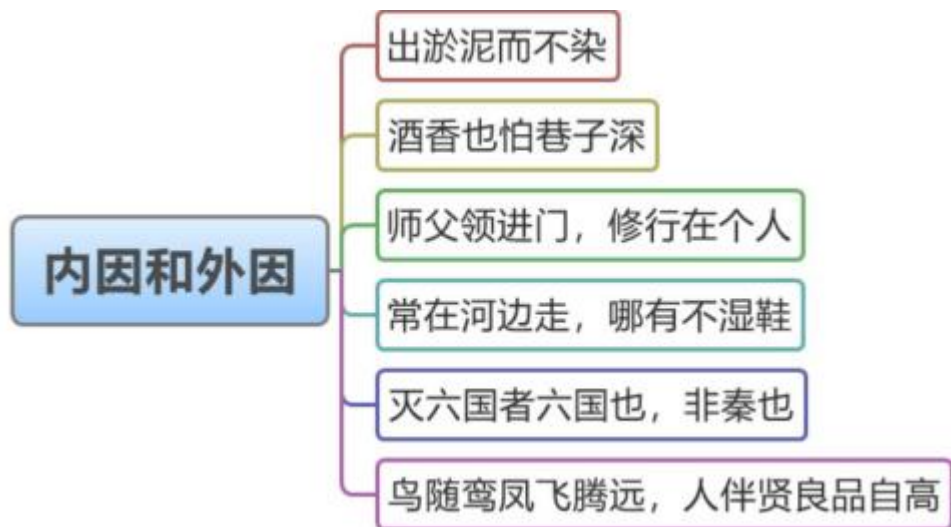 内因和外因
出淤泥而不染
酒香也怕巷子深
师父领进门，修行在个人
常在河边走，哪有不湿鞋
灭六国者六国也，非秦也
鸟随鸾凤飞腾远，人伴贤良品自高